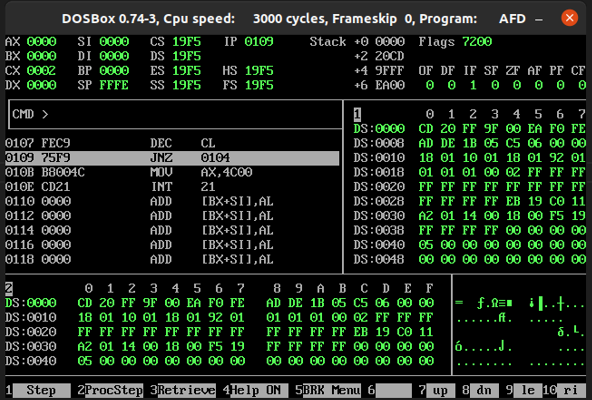 DOSBox 0.74-3, Cpu speed: 3000 cycles, Frameskip 0, Program: AFD
AX 0000 SI 0000 CS 19F5 IP 0109 Stack +0 0000 Flags 7200
BX 0000 DI 0000 DS 19F5 +2 20CD
CX 0002 BP 0000 ES 19F5 HS 19F5 +4 9FFF OF DF IF SF ZF AF PF CF
DX 0000 SP FFFE SS 19F5 FS 19F5 +6 EA00 0 0 1 0 0 0 0 0
CMD >
1 0 1 2 3 4 5 6 7
DS:0000 CD 20 FF 9F 00 EA F0 FE
0107 FEC9 DEC CL DS:0008 AD DE 1B 05 C5 06 00 00
0109 75F9 JNZ 0104 DS:0010 18 01 10 01 18 01 92 01
010B B8004C MOV AX,4C00 DS:0018 01 01 01 00 02 FF FF FF
010E CD21 INT 21 DS:0020 FF FF FF FF FF FF FF FF
0110 0000 ADD [BX+SI],AL DS:0028 FF FF FF FF EB 19 C0 11
0112 0000 ADD [BX+SI],AL DS:0030 A2 01 14 00 18 00 F5 19
0114 0000 ADD [BX+SI],AL DS:0038 FF FF FF FF 00 00 00 00
0116 0000 ADD [BX+SI],AL DS:0040 05 00 00 00 00 00 00 00
0118 0000 ADD [BX+SI],AL DS:0048 00 00 00 00 00 00 00 00
2 0 1 2 3 4 5 6 7 8 9 A B C D E F
DS:0000 CD 20 FF 9F 00 EA F0 FE AD DE 1B 05 C5 06 00 00
DS:0010 18 01 10 01 18 01 92 01 01 01 01 00 02 FF FF FF
DS:0020 FF FF FF FF FF FF FF FF FF FF FF FF EB 19 C0 11
DS:0030 A2 01 14 00 18 00 F5 19 FF FF FF FF 00 00 00 00
DS:0040 05 00 00 00 00 00 00 00 00 00 00 00 00 00 00 00
1 Step 2 ProcStep 3 Retrieve 4 Help ON 5 BRK Menu 6 7 up 8 dn 9 le 10 ri